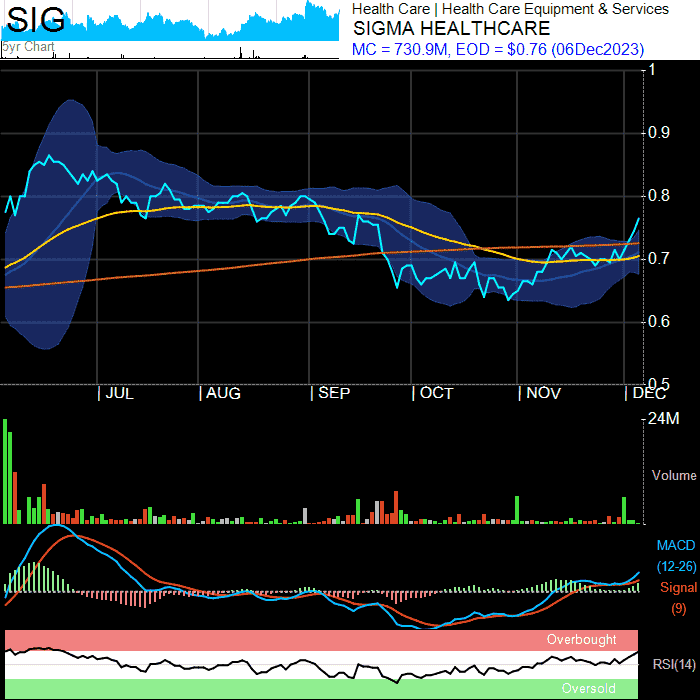 SIG
5yr Chart
Health Care | Health Care Equipment & Services
SIGMA HEALTHCARE
MC = 730.9M, EOD = $0.76 (06Dec2023)
1
0.9
0.8
0.7
0.6
0.5
| JUL | AUG | SEP | OCT | NOV | DEC
24M
Volume
MACD
(12-26)
Signal
(9)
Overbought
RSI(14)
Oversold